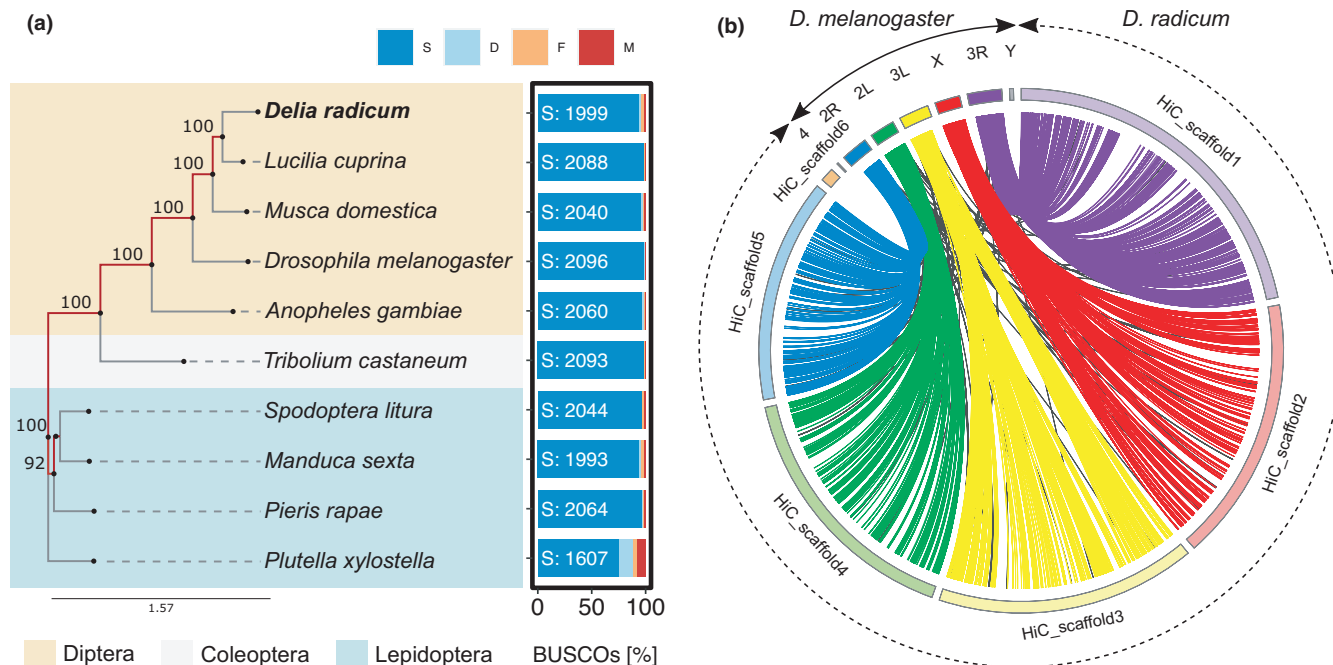 (a)
S D F M
Delia radicum
Lucilia cuprina
Musca domestica
Drosophila melanogaster
Anopheles gambiae
Tribolium castaneum
Spodoptera litura
Manduca sexta
Pieris rapae
Plutella xylostella
100
100
100
100
100
100
92
1.57
S: 1999
S: 2088
S: 2040
S: 2096
S: 2060
S: 2093
S: 2044
S: 1993
S: 2064
S: 1607
0 50 100
BUSCOs [%]
Diptera Coleoptera Lepidoptera
(b)
D. melanogaster D. radicum
4 2R 2L 3L X 3R Y
HiC_scaffold1
HiC_scaffold2
HiC_scaffold3
HiC_scaffold4
HiC_scaffold5
HiC_scaffold6